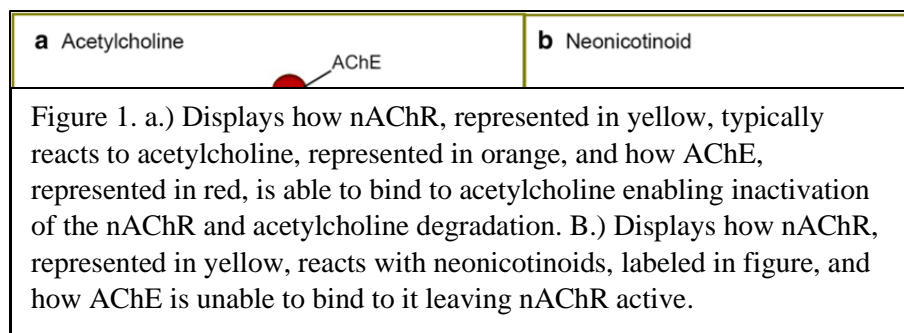 a Acetylcholine
b Neonicotinoid
AChE
Figure 1. a.) Displays how nAChR, represented in yellow, typically
reacts to acetylcholine, represented in orange, and how AChE,
represented in red, is able to bind to acetylcholine enabling inactivation
of the nAChR and acetylcholine degradation. B.) Displays how nAChR,
represented in yellow, reacts with neonicotinoids, labeled in figure, and
how AChE is unable to bind to it leaving nAChR active.